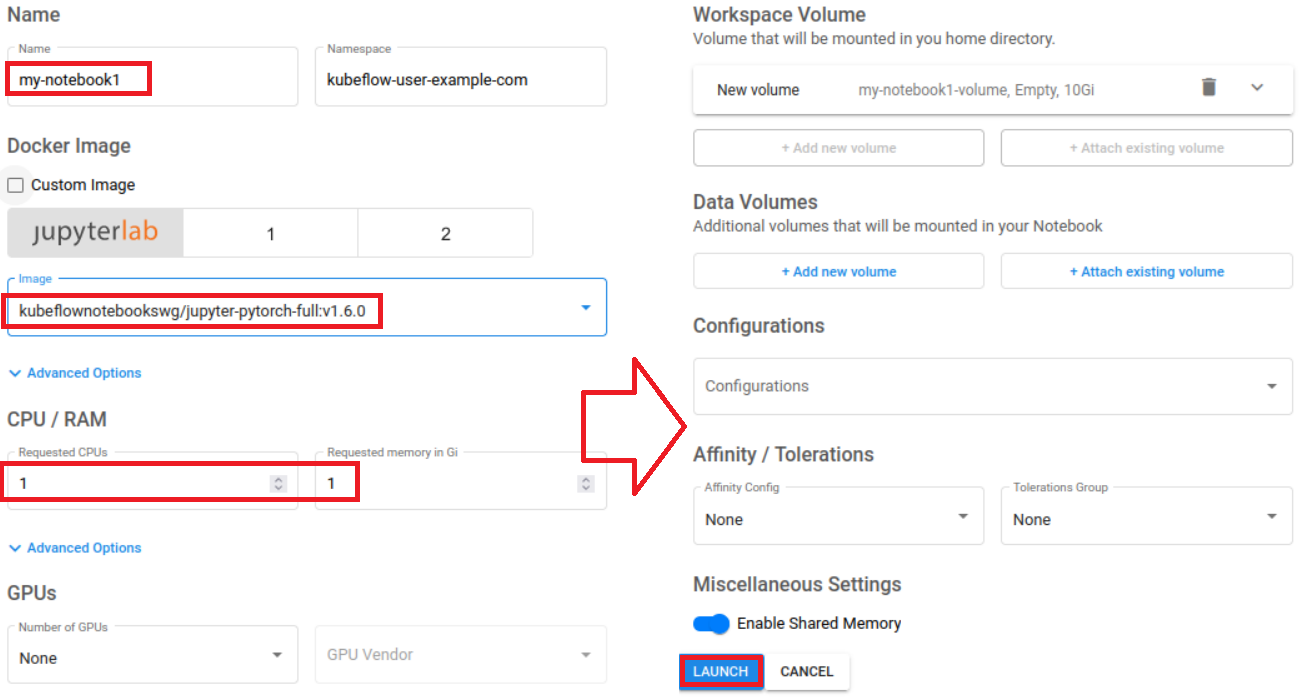 Name
Name
my-notebook1
Namespace
kubeflow-user-example-com
Docker Image
Custom Image
jupyterlab
1
2
Image
kubeflownotebookswg/jupyter-pytorch-full:v1.6.0
Advanced Options
CPU / RAM
Requested CPUs
1
Requested memory in Gi
1
Advanced Options
GPUs
Number of GPUs
None
GPU Vendor
Workspace Volume
Volume that will be mounted in you home directory.
New volume
my-notebook1-volume, Empty, 10Gi
+ Add new volume
+ Attach existing volume
Data Volumes
Additional volumes that will be mounted in your Notebook
+ Add new volume
+ Attach existing volume
Configurations
Configurations
Affinity / Tolerations
Affinity Config
None
Tolerations Group
None
Miscellaneous Settings
Enable Shared Memory
LAUNCH
CANCEL